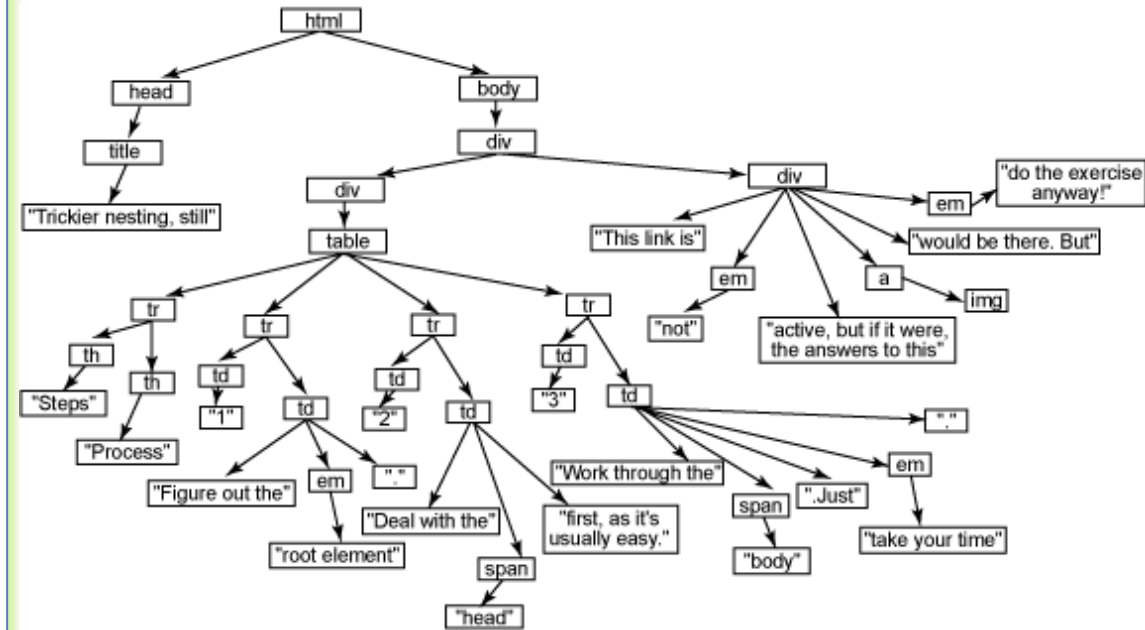 html
head
body
title
div
div
div
em
"do the exercise
anyway!"
"Trickier nesting, still"
table
"This link is"
"would be there. But"
em
a
img
tr
tr
tr
tr
"not"
"active, but if it were,
the answers to this"
th
th
td
td
td
"Steps"
"1"
td
"2"
td
"3"
td
"."
"Process"
"Figure out the"
em
"."
"Deal with the"
"first, as it's
usually easy."
"Work through the"
span
".Just"
em
"root element"
span
"body"
"take your time"
"head"